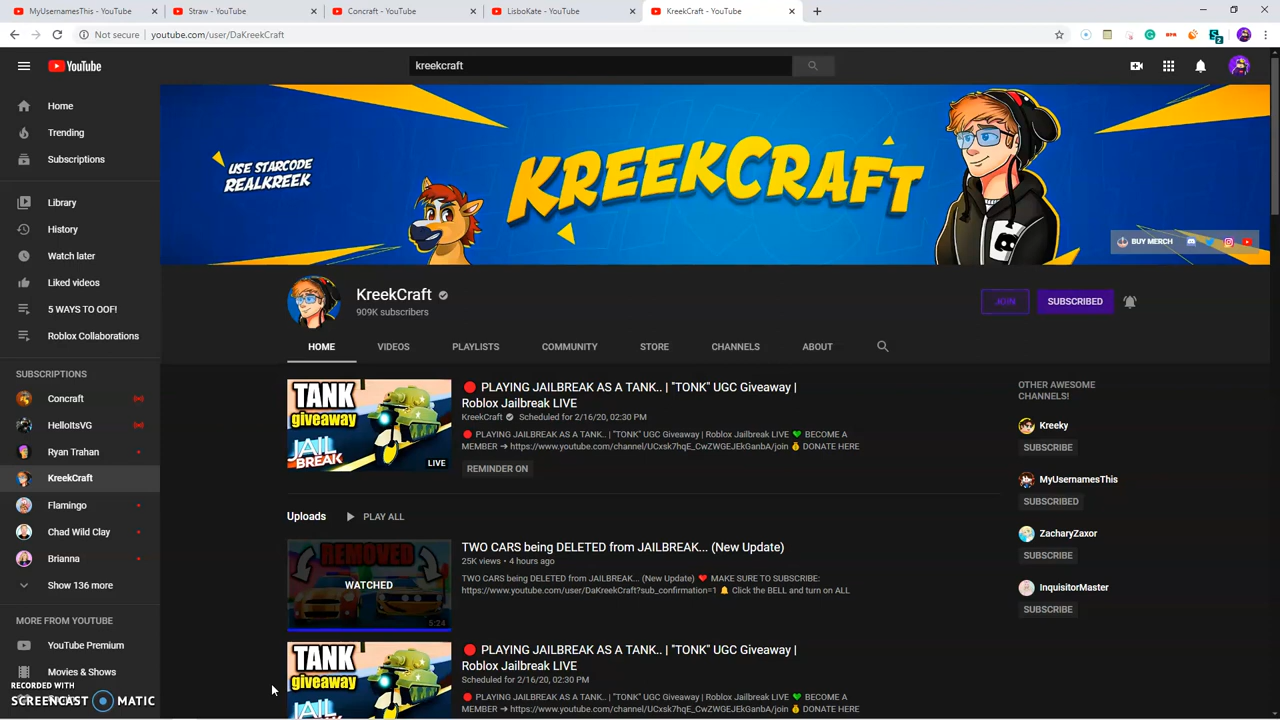 MyUsernamesThis - YouTube
Straw - YouTube
Concraft - YouTube
LisboKate - YouTube
KreekCraft - YouTube
Not secure
youtube.com/user/DaKreekCraft
YouTube
kreekcraft
Home
Trending
Subscriptions
Library
History
Watch later
Liked videos
5 WAYS TO OOF!
Roblox Collaborations
SUBSCRIPTIONS
Concraft
HelloItsVG
Ryan Trahan
KreekCraft
Flamingo
Chad Wild Clay
Brianna
Show 136 more
MORE FROM YOUTUBE
YouTube Premium
Movies & Shows
RECORDED WITH
SCREENCAST MATIC
USE STARCODE
REALKREEK
KREEKCRAFT
BUY MERCH
KreekCraft
909K subscribers
JOIN
SUBSCRIBED
HOME
VIDEOS
PLAYLISTS
COMMUNITY
STORE
CHANNELS
ABOUT
TANK
giveaway
JAIL
BREAK
LIVE
🔴 PLAYING JAILBREAK AS A TANK.. | "TONK" UGC Giveaway |
Roblox Jailbreak LIVE
KreekCraft
Scheduled for 2/16/20, 02:30 PM
🔴 PLAYING JAILBREAK AS A TANK.. | "TONK" UGC Giveaway | Roblox Jailbreak LIVE 💚 BECOME A
MEMBER ➔ https://www.youtube.com/channel/UCxsk7hqE_CwZWGEJEkGanbA/join 💰 DONATE HERE
REMINDER ON
Uploads
PLAY ALL
REMOVED
WATCHED
5:24
TWO CARS being DELETED from JAILBREAK... (New Update)
25K views • 4 hours ago
TWO CARS being DELETED from JAILBREAK... (New Update) ❤️ MAKE SURE TO SUBSCRIBE:
https://www.youtube.com/user/DaKreekCraft?sub_confirmation=1 🔔 Click the BELL and turn on ALL
TANK
giveaway
JAIL
🔴 PLAYING JAILBREAK AS A TANK.. | "TONK" UGC Giveaway |
Roblox Jailbreak LIVE
Scheduled for 2/16/20, 02:30 PM
🔴 PLAYING JAILBREAK AS A TANK.. | "TONK" UGC Giveaway | Roblox Jailbreak LIVE 💚 BECOME A
MEMBER ➔ https://www.youtube.com/channel/UCxsk7hqE_CwZWGEJEkGanbA/join 💰 DONATE HERE
OTHER AWESOME
CHANNELS!
Kreeky
SUBSCRIBE
MyUsernamesThis
SUBSCRIBED
ZacharyZaxor
SUBSCRIBE
InquisitorMaster
SUBSCRIBE